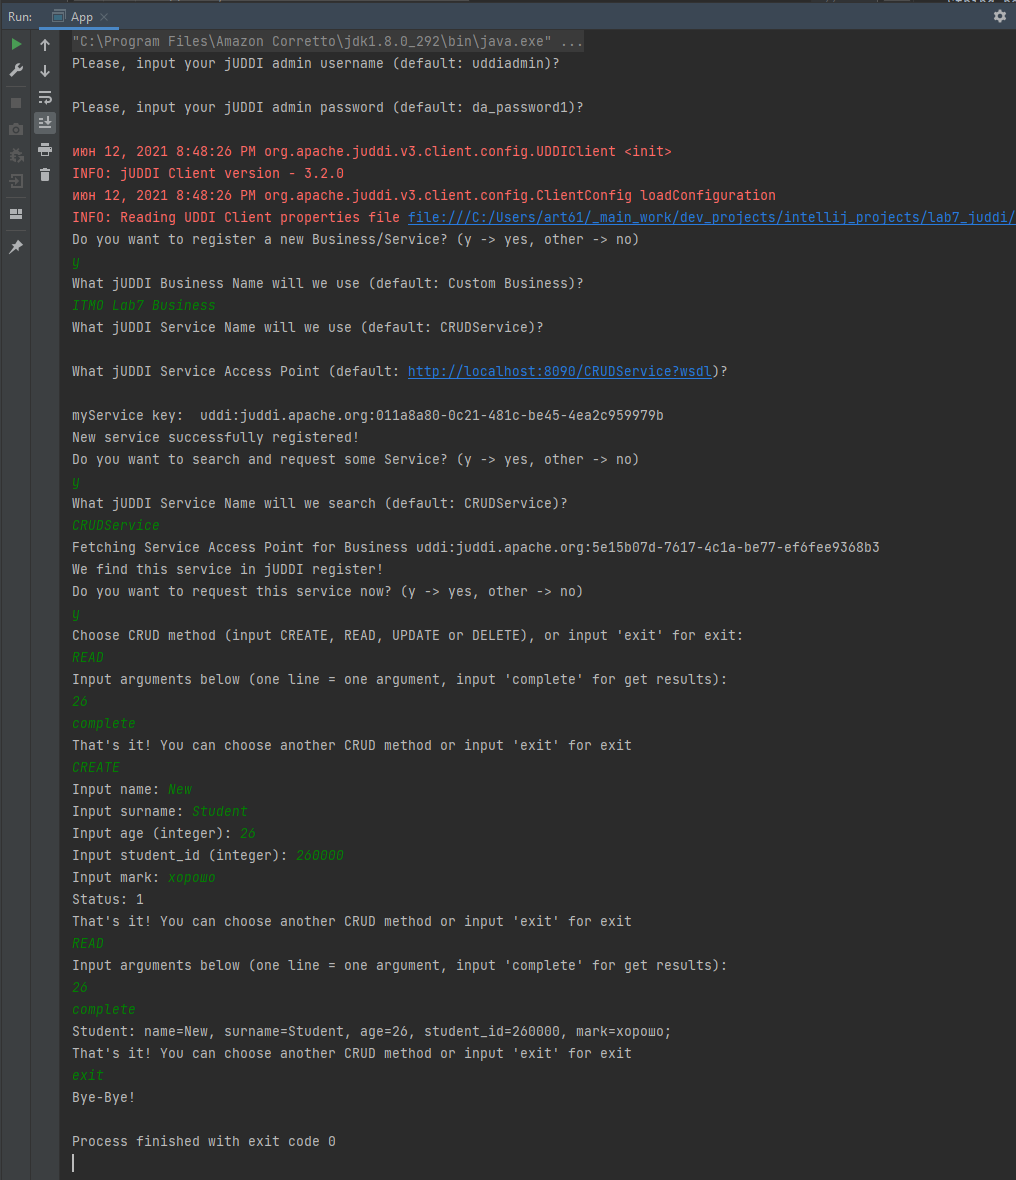 Run:
App
"C:\Program Files\Amazon Corretto\jdk1.8.0_292\bin\java.exe" ...
Please, input your jUDDI admin username (default: uddiadmin)?
Please, input your jUDDI admin password (default: da_password1)?
июн 12, 2021 8:48:26 PM org.apache.juddi.v3.client.config.UDDIClient <init>
INFO: jUDDI Client version - 3.2.0
июн 12, 2021 8:48:26 PM org.apache.juddi.v3.client.config.ClientConfig loadConfiguration
INFO: Reading UDDI Client properties file file:///C:/Users/art61/_main_work/dev_projects/intellij_projects/lab7_juddi/
Do you want to register a new Business/Service? (y -> yes, other -> no)
y
What jUDDI Business Name will we use (default: Custom Business)?
ITMO Lab7 Business
What jUDDI Service Name will we use (default: CRUDService)?
What jUDDI Service Access Point (default: http://localhost:8090/CRUDService?wsdl)?
myService key:  uddi:juddi.apache.org:011a8a80-0c21-481c-be45-4ea2c959979b
New service successfully registered!
Do you want to search and request some Service? (y -> yes, other -> no)
y
What jUDDI Service Name will we search (default: CRUDService)?
CRUDService
Fetching Service Access Point for Business uddi:juddi.apache.org:5e15b07d-7617-4c1a-be77-ef6fee9368b3
We find this service in jUDDI register!
Do you want to request this service now? (y -> yes, other -> no)
y
Choose CRUD method (input CREATE, READ, UPDATE or DELETE), or input 'exit' for exit:
READ
Input arguments below (one line = one argument, input 'complete' for get results):
26
complete
That's it! You can choose another CRUD method or input 'exit' for exit
CREATE
Input name: New
Input surname: Student
Input age (integer): 26
Input student_id (integer): 260000
Input mark: хорошо
Status: 1
That's it! You can choose another CRUD method or input 'exit' for exit
READ
Input arguments below (one line = one argument, input 'complete' for get results):
26
complete
Student: name=New, surname=Student, age=26, student_id=260000, mark=хорошо;
That's it! You can choose another CRUD method or input 'exit' for exit
exit
Bye-Bye!
Process finished with exit code 0